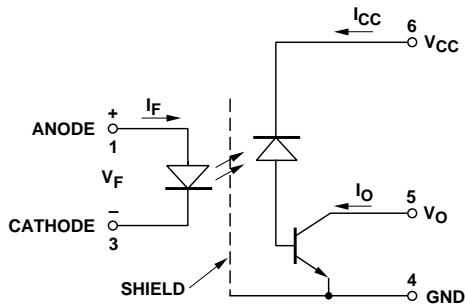 ICC
6
VCC
+
IF
ANODE
1
VF
IO
5
VO
−
CATHODE
3
SHIELD
4
GND